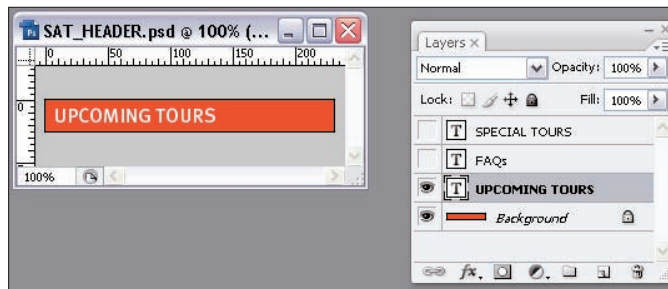 SAT_HEADER.psd @ 100% (...
0 50 100 150 200
0
UPCOMING TOURS
100%
Layers ×
Normal Opacity: 100%
Lock: Fill: 100%
T SPECIAL TOURS
T FAQs
T UPCOMING TOURS
Background
fx.